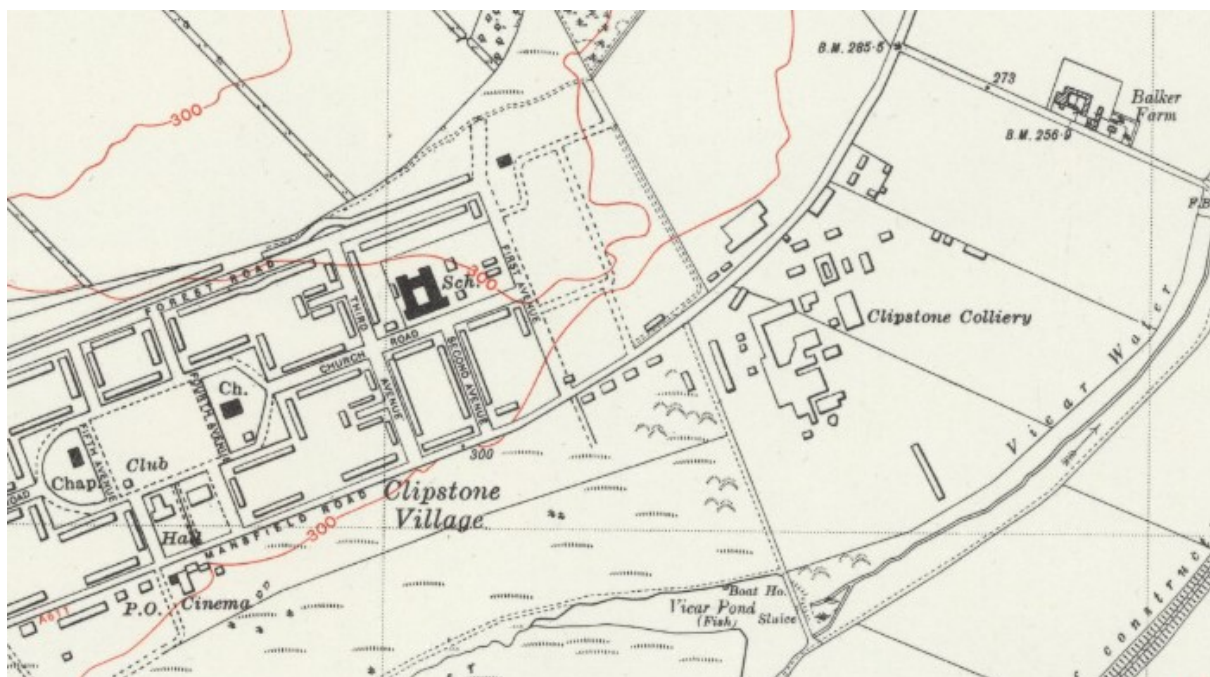 B.M. 285·5
273
Balker
Farm
B.M. 256·9
300
F.B
FOREST ROAD
THIRD
AVENUE
Sch.
300
FIRST AVENUE
CHURCH ROAD
SECOND AVENUE
Clipstone Colliery
Vicar Water
Ch.
FOURTH AVENUE
FIFTH AVENUE
Chap.
Club
ROAD
300
Clipstone
Village
Hall
MANSFIELD ROAD
300
A611
P.O.
Cinema
Boat Ho.
Vicar Pond
(Fish)
Sluice
r
f construc